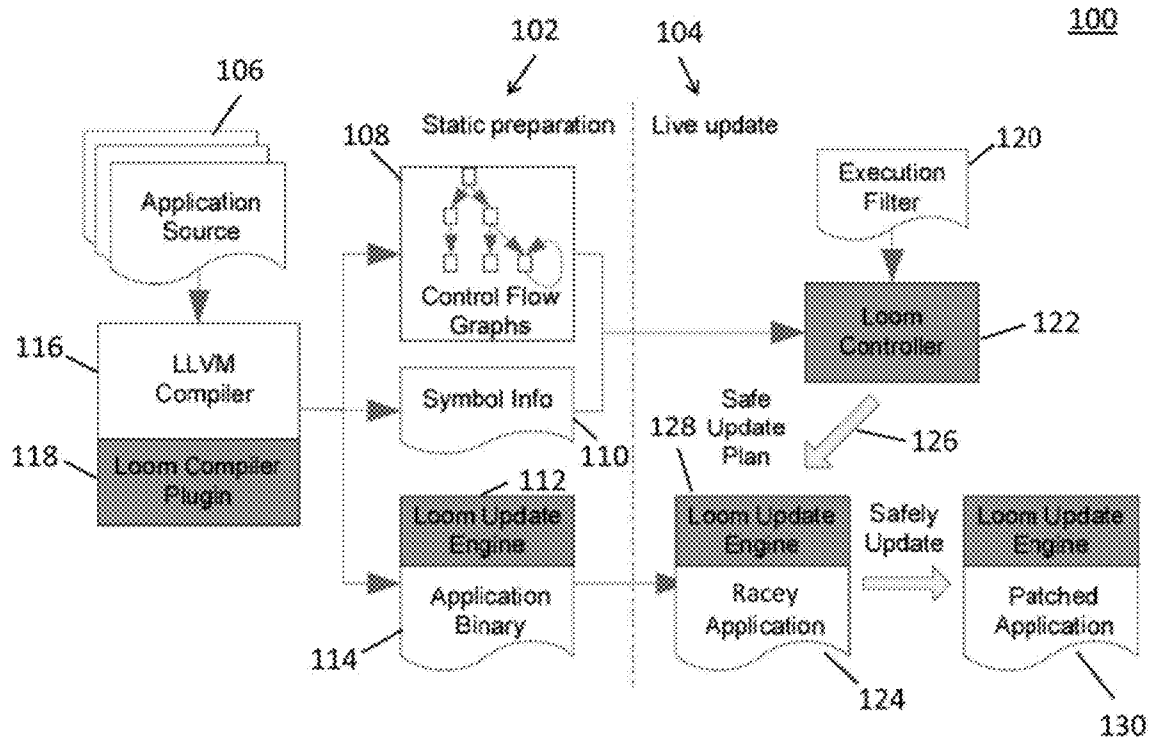 100
102
104
106
Static preparation
Live update
108
120
Application
Source
Execution
Filter
Control Flow
Graphs
116
LLVM
Compiler
Loom
Controller
122
Symbol Info
110
Safe
Update
Plan
126
118
Loom Compiler
Plugin
112
128
Loom Update
Engine
Loom Update
Engine
Safely
Update
Loom Update
Engine
Application
Binary
Racey
Application
Patched
Application
114
124
130